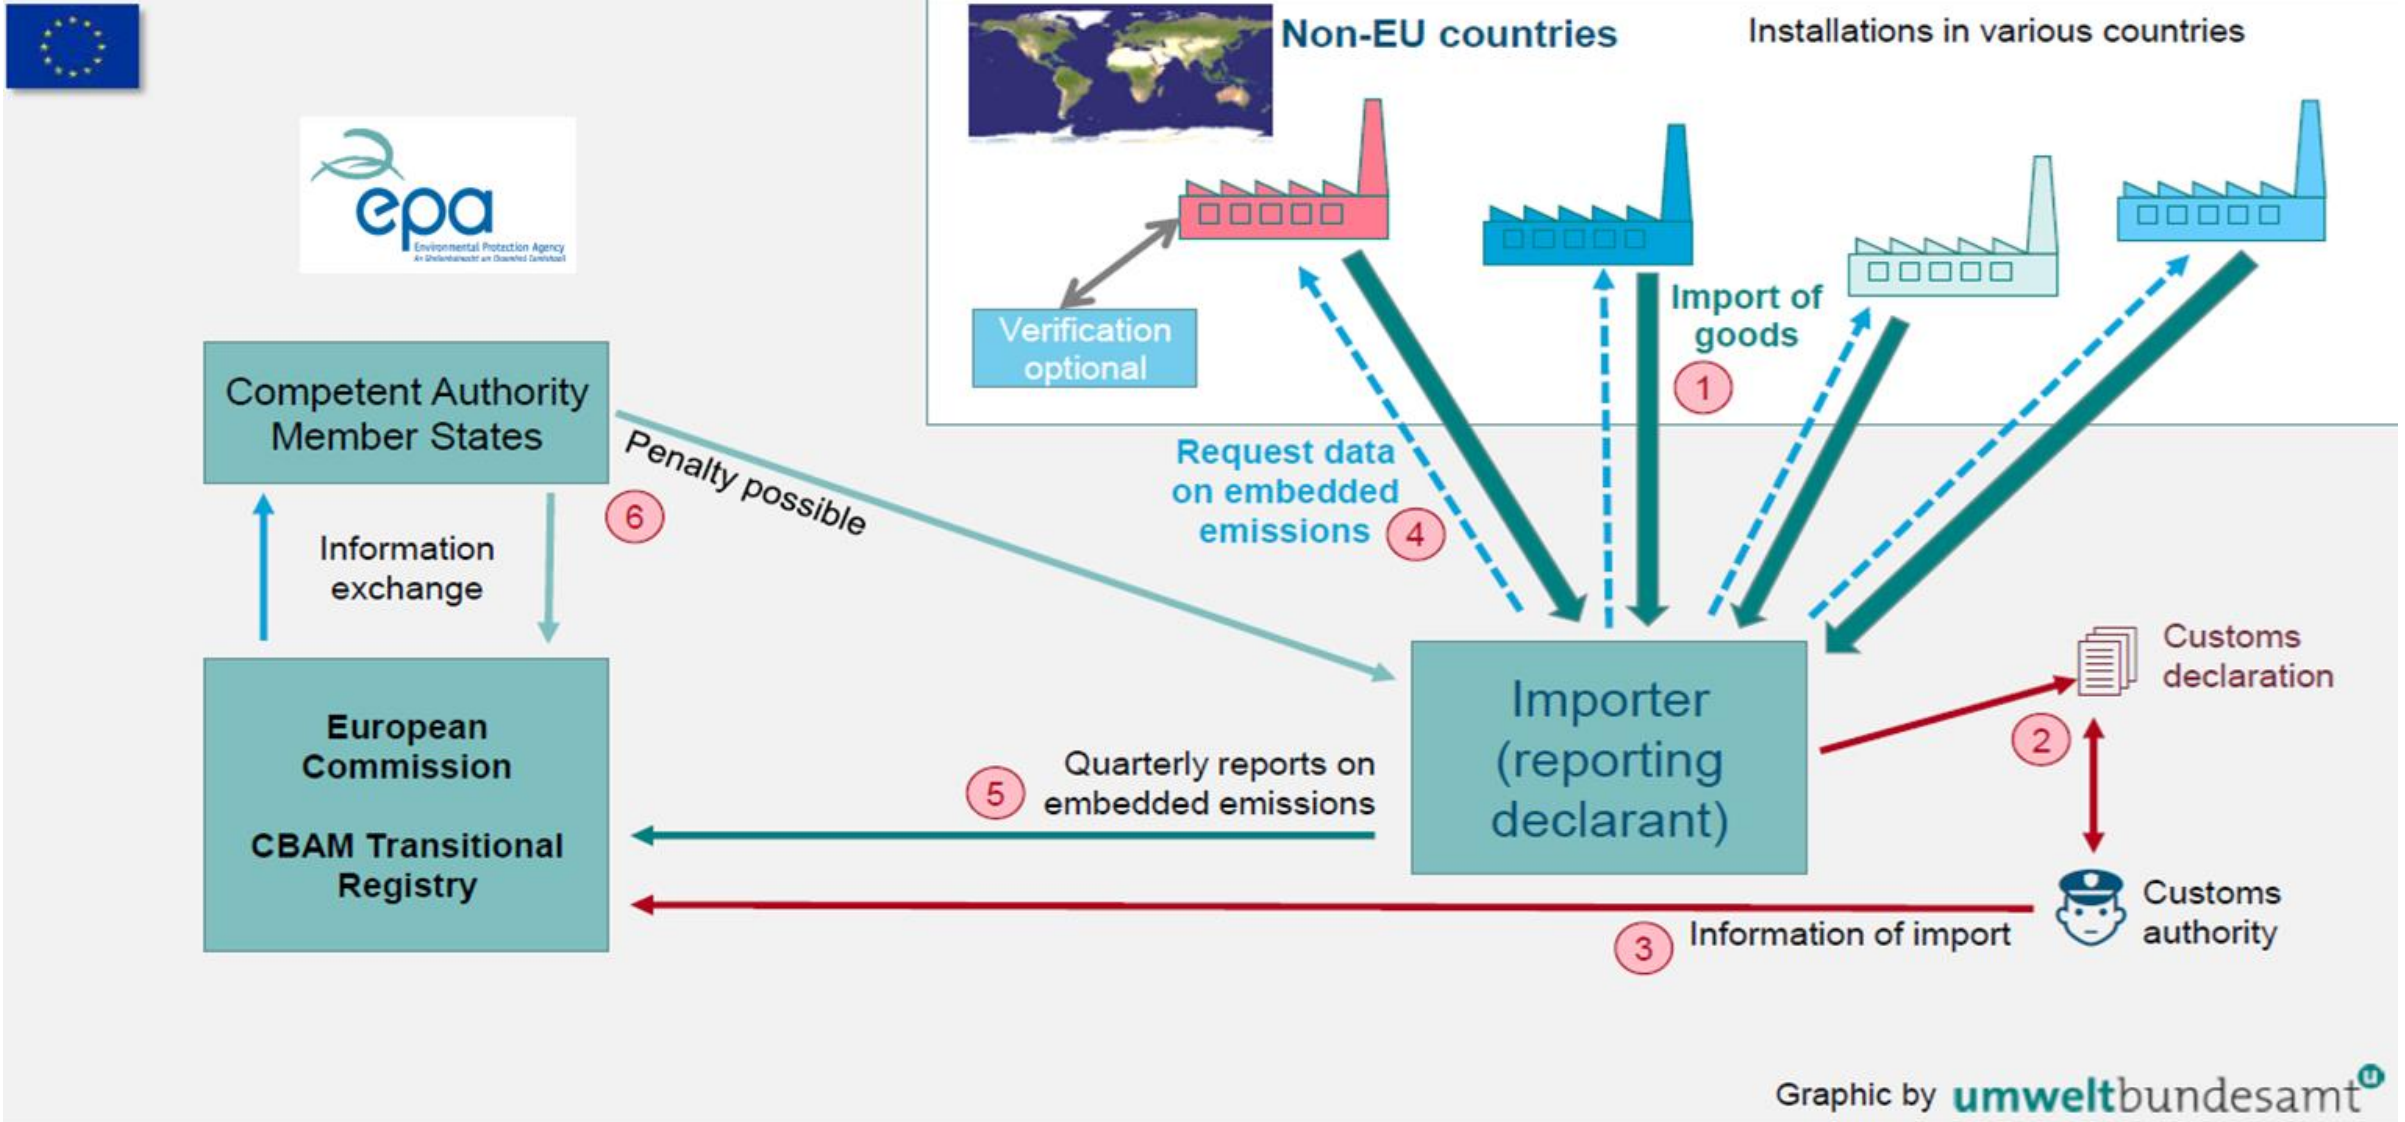 epa
Environmental Protection Agency
Non-EU countries
Installations in various countries
Verification
optional
Import of
goods
1
Competent Authority
Member States
Penalty possible
6
Information
exchange
Request data
on embedded
emissions
4
European
Commission
CBAM Transitional
Registry
Quarterly reports on
embedded emissions
5
Importer
(reporting
declarant)
Customs
declaration
2
Customs
authority
Information of import
3
Graphic by umweltbundesamt
u